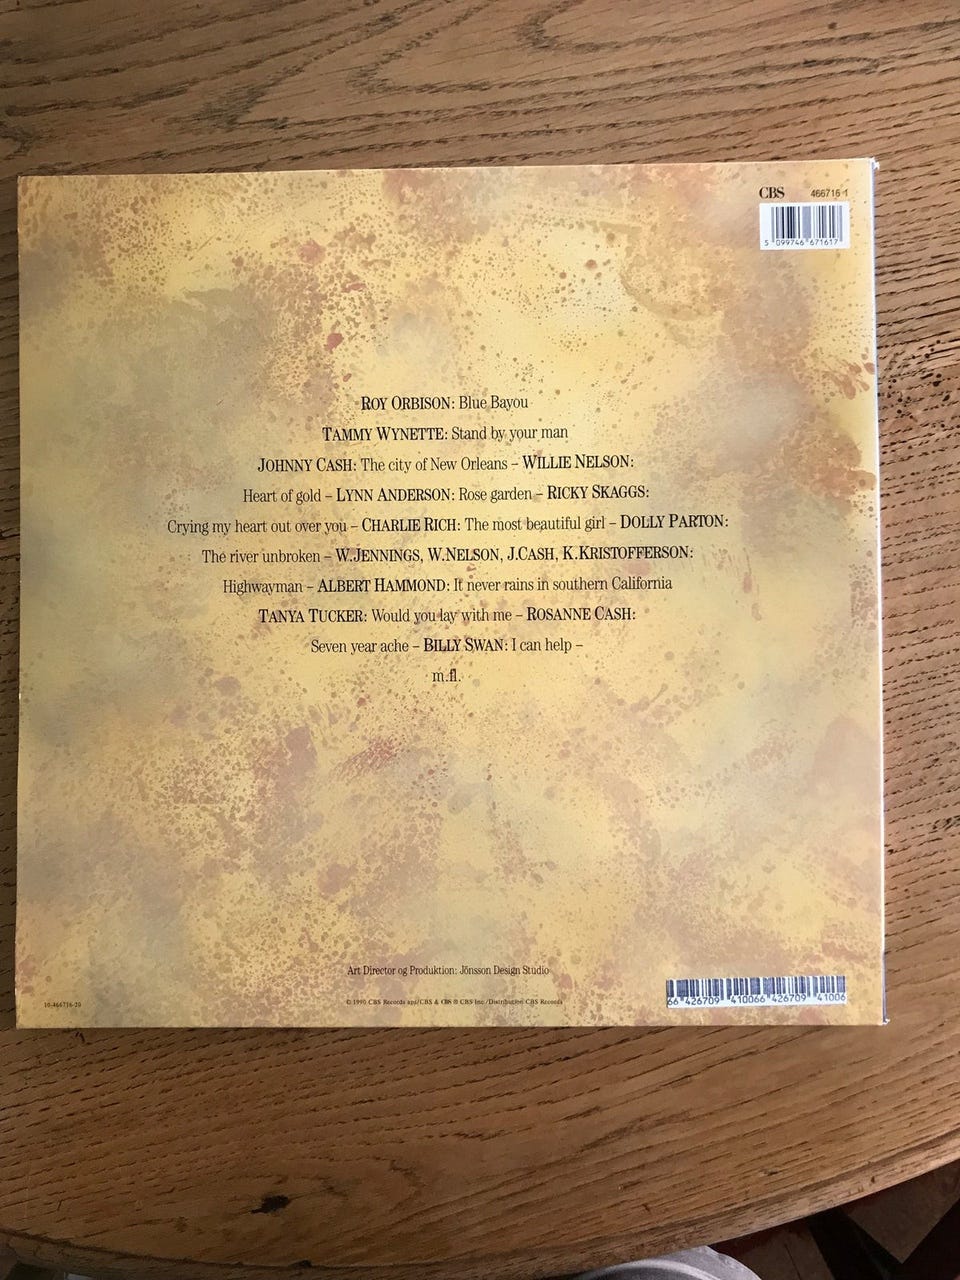 CBS 466716 1
5 099746 671617
ROY ORBISON: Blue Bayou
TAMMY WYNETTE: Stand by your man
JOHNNY CASH: The city of New Orleans – WILLIE NELSON:
Heart of gold – LYNN ANDERSON: Rose garden – RICKY SKAGGS:
Crying my heart out over you – CHARLIE RICH: The most beautiful girl – DOLLY PARTON:
The river unbroken – W.JENNINGS, W.NELSON, J.CASH, K.KRISTOFFERSON:
Highwayman – ALBERT HAMMOND: It never rains in southern California
TANYA TUCKER: Would you lay with me – ROSANNE CASH:
Seven year ache – BILLY SWAN: I can help –
m.fl.
Art Director og Produktion: Jönsson Design Studio
10-466716-20
© 1990 CBS Records aps/CBS & CBS ® CBS Inc./Distribution CBS Records
66 426709 410066 426709 41006